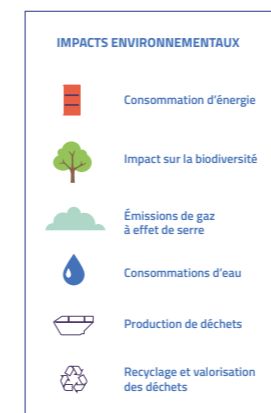 IMPACTS ENVIRONNEMENTAUX
Consommation d'énergie
Impact sur la biodiversité
Émissions de gaz
à effet de serre
Consommations d'eau
Production de déchets
Recyclage et valorisation
des déchets